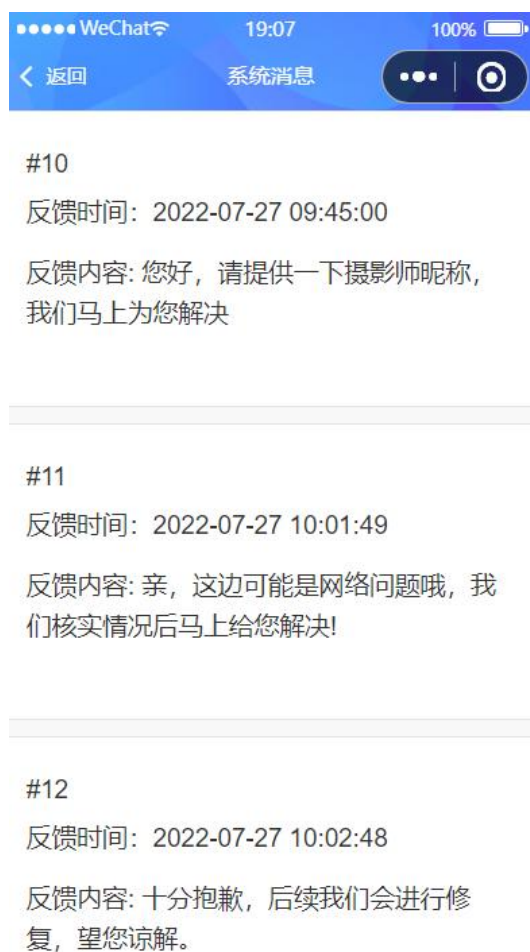 WeChat 19:07 100%
返回 系统消息
#10
反馈时间：2022-07-27 09:45:00
反馈内容: 您好，请提供一下摄影师昵称，
我们马上为您解决
#11
反馈时间：2022-07-27 10:01:49
反馈内容: 亲，这边可能是网络问题哦，我
们核实情况后马上给您解决!
#12
反馈时间：2022-07-27 10:02:48
反馈内容: 十分抱歉，后续我们会进行修
复，望您谅解。